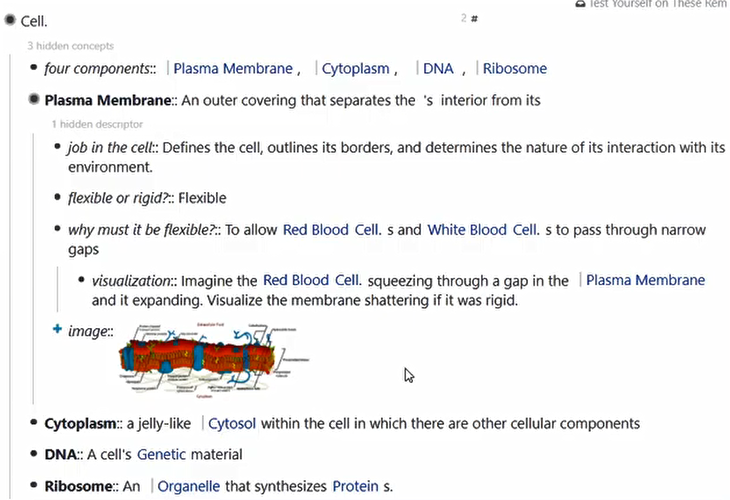 Test Yourself on These Rem
Cell. 2 #
3 hidden concepts
four components:: Plasma Membrane , Cytoplasm , DNA , Ribosome
Plasma Membrane:: An outer covering that separates the 's interior from its
1 hidden descriptor
job in the cell:: Defines the cell, outlines its borders, and determines the nature of its interaction with its
environment.
flexible or rigid?:: Flexible
why must it be flexible?:: To allow Red Blood Cell. s and White Blood Cell. s to pass through narrow
gaps
visualization:: Imagine the Red Blood Cell. squeezing through a gap in the Plasma Membrane
and it expanding. Visualize the membrane shattering if it was rigid.
image::
Cytoplasm:: a jelly-like Cytosol within the cell in which there are other cellular components
DNA:: A cell's Genetic material
Ribosome:: An Organelle that synthesizes Protein s.